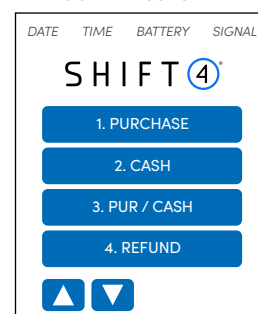 DATE TIME BATTERY SIGNAL
SHIFT4
1. PURCHASE
2. CASH
3. PUR / CASH
4. REFUND